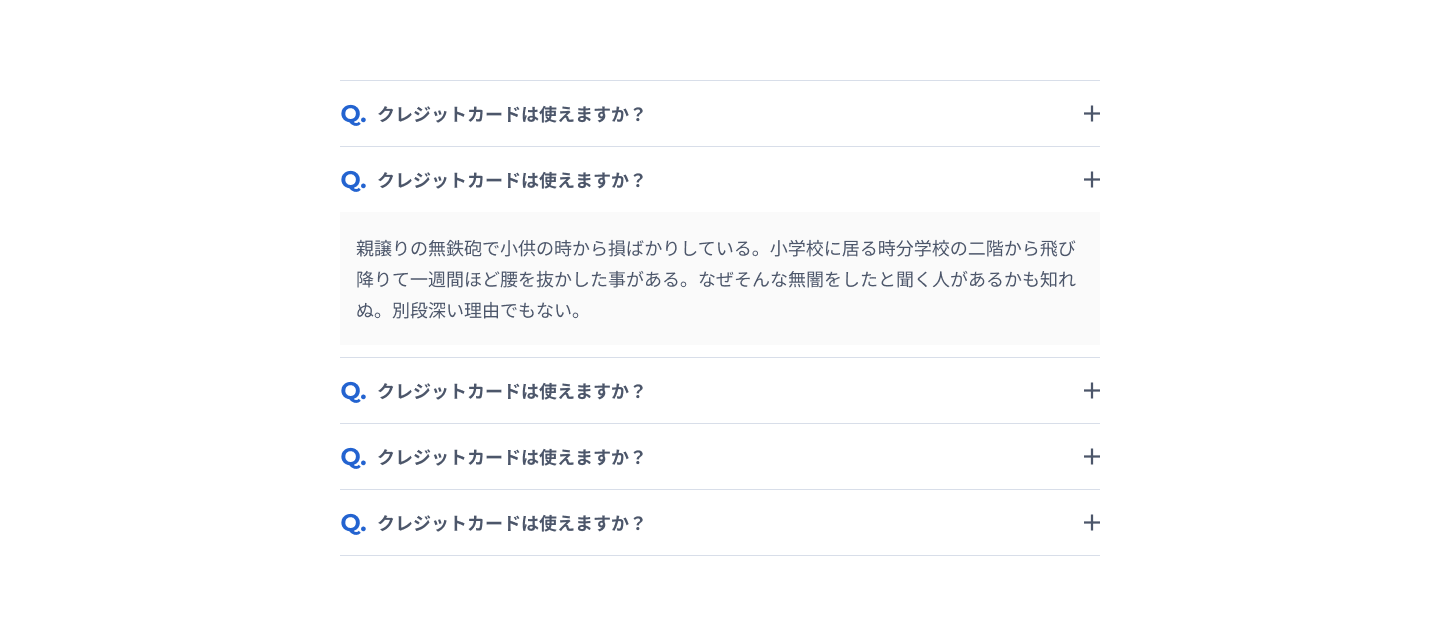 Q. クレジットカードは使えますか？
Q. クレジットカードは使えますか？
親譲りの無鉄砲で小供の時から損ばかりしている。小学校に居る時分学校の二階から飛び
降りて一週間ほど腰を抜かした事がある。なぜそんな無闇をしたと聞く人があるかも知れ
ぬ。別段深い理由でもない。
Q. クレジットカードは使えますか？
Q. クレジットカードは使えますか？
Q. クレジットカードは使えますか？